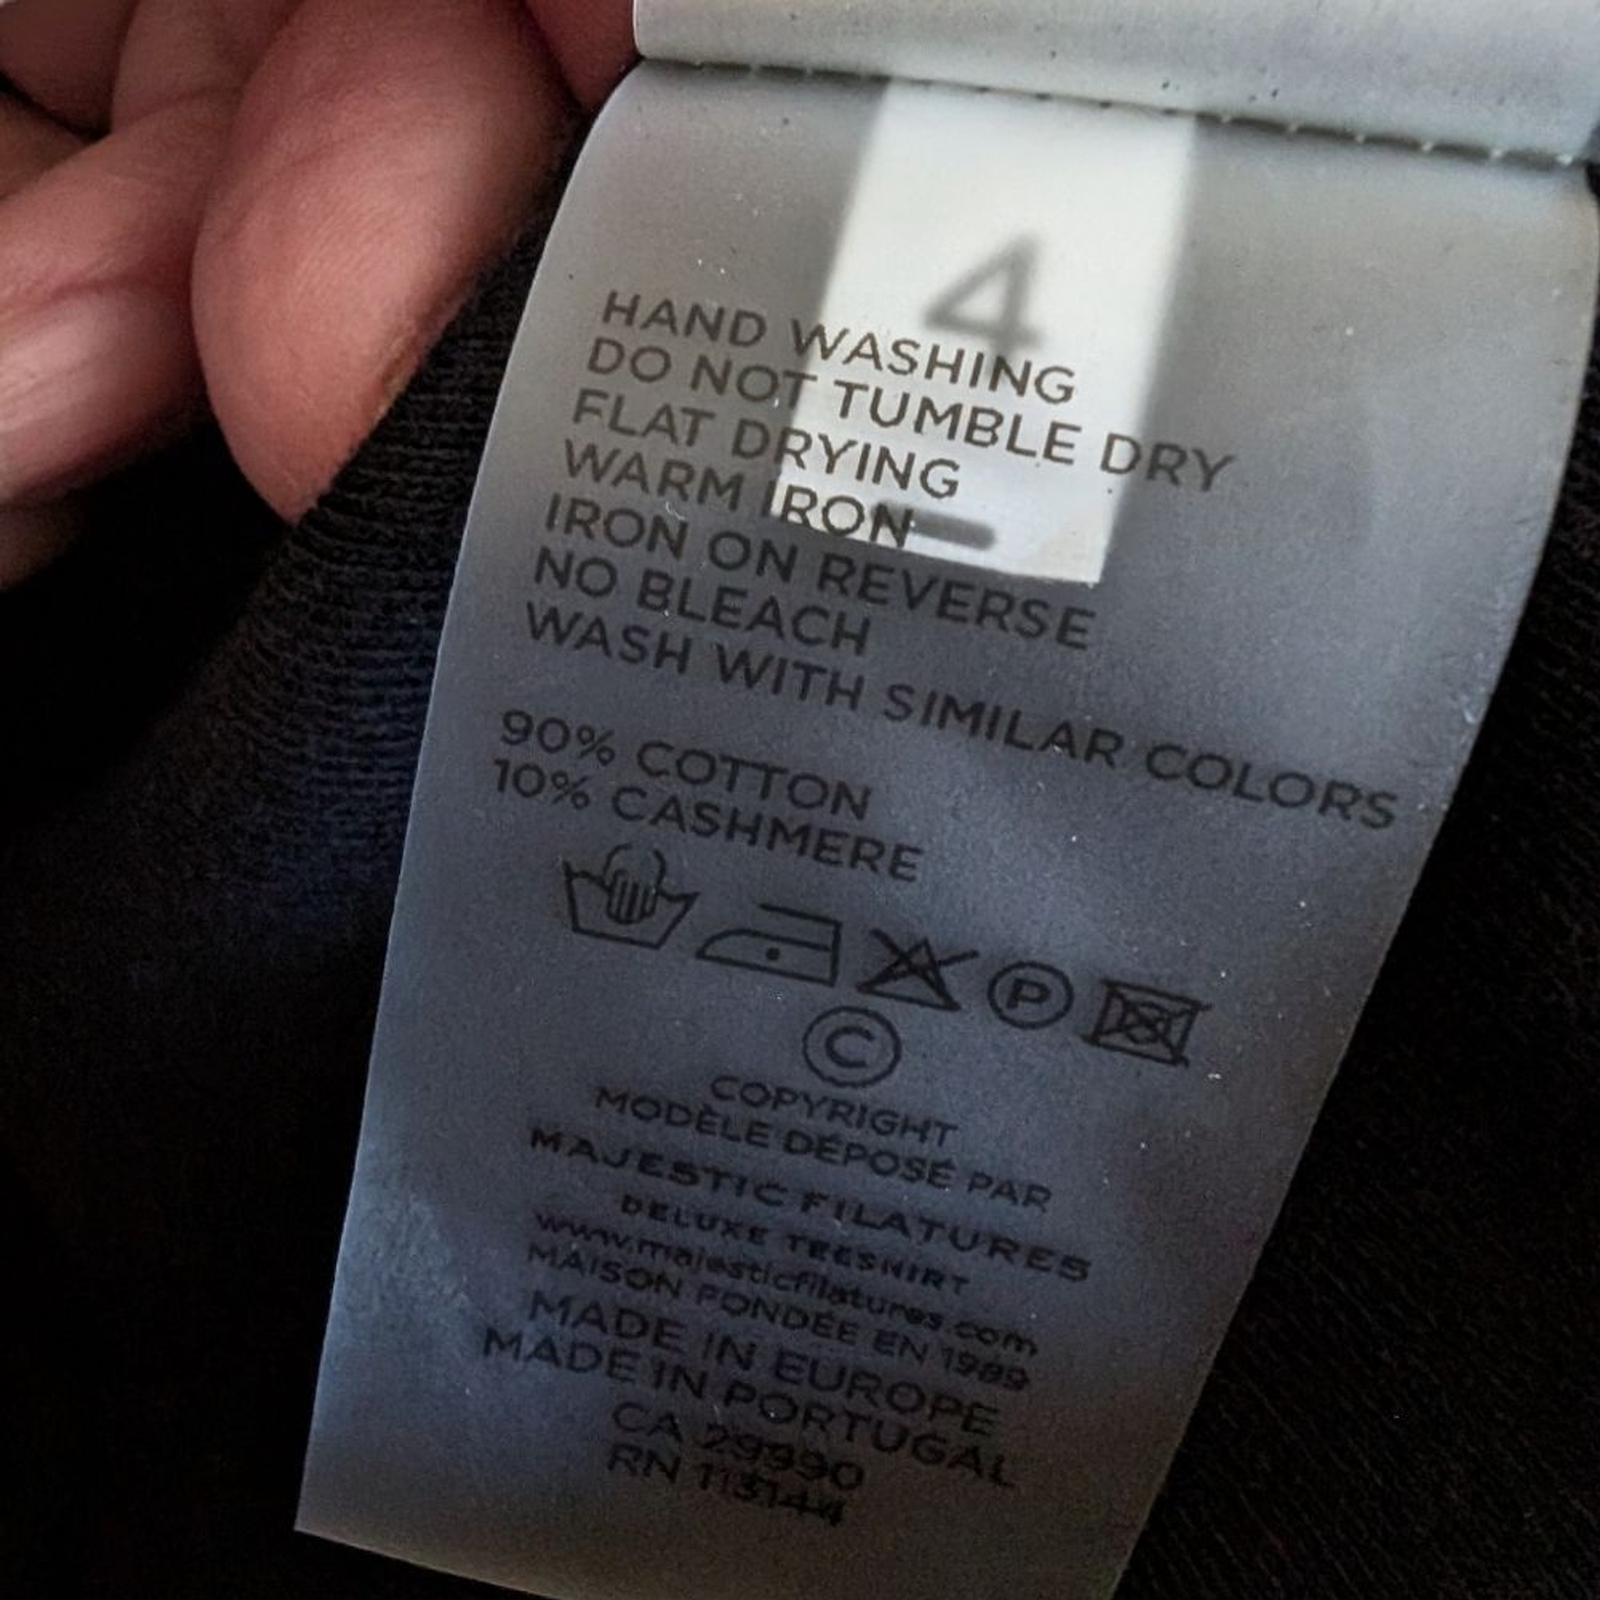 4
HAND WASHING
DO NOT TUMBLE DRY
FLAT DRYING
WARM IRON
IRON ON REVERSE
NO BLEACH
WASH WITH SIMILAR COLORS
90% COTTON
10% CASHMERE
P
©
COPYRIGHT
MODÈLE DÉPOSÉ PAR
MAJESTIC FILATURES
DELUXE TEESHIRT
www.majesticfilatures.com
MAISON FONDÉE EN 1989
MADE IN EUROPE
MADE IN PORTUGAL
CA 29990
RN 113144